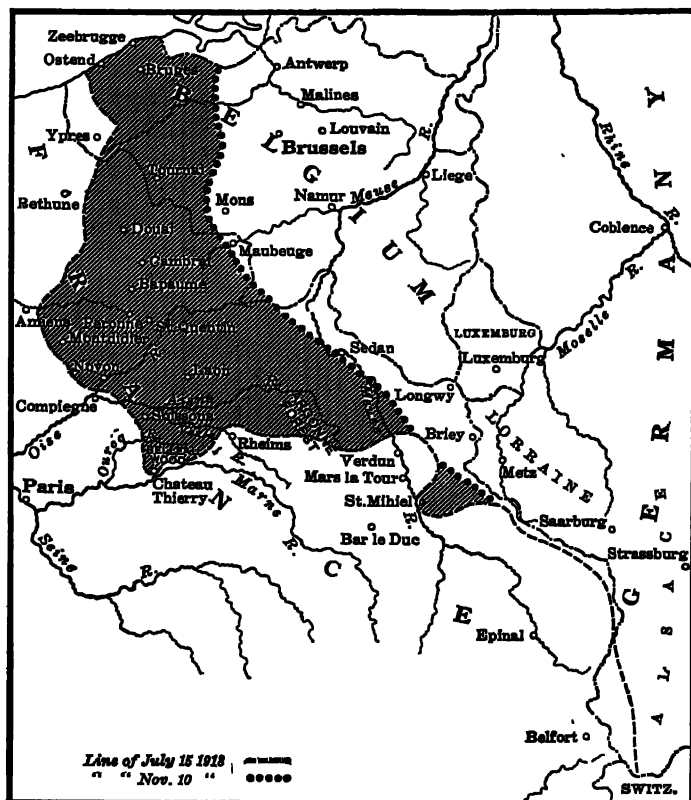 Zeebrugge
Ostend
Bruges
Antwerp
Malines
Ypres
Louvain
Brussels
BELGIUM
Tournai
Bethune
Mons
Namur
Meuse R.
Liege
Rhine R.
Coblence
Douai
Maubeuge
Cambrai
Bapaume
Amiens
Peronne
St. Quentin
Montdidier
Sedan
LUXEMBURG
Luxemburg
Moselle R.
GERMANY
Noyon
Laon
Longwy
Compiegne
Oise
Soissons
Ourcq
Rheims
R.
Briey
LORRAINE
Verdun
Metz
Mars la Tour
Paris
Chateau
Thierry
Marne R.
St. Mihiel
R.
Saarburg
Bar le Duc
Strassburg
Seine R.
FRANCE
ALSACE
Epinal
Belfort
Line of July 15 1918
“ “ Nov. 10 “
SWITZ.